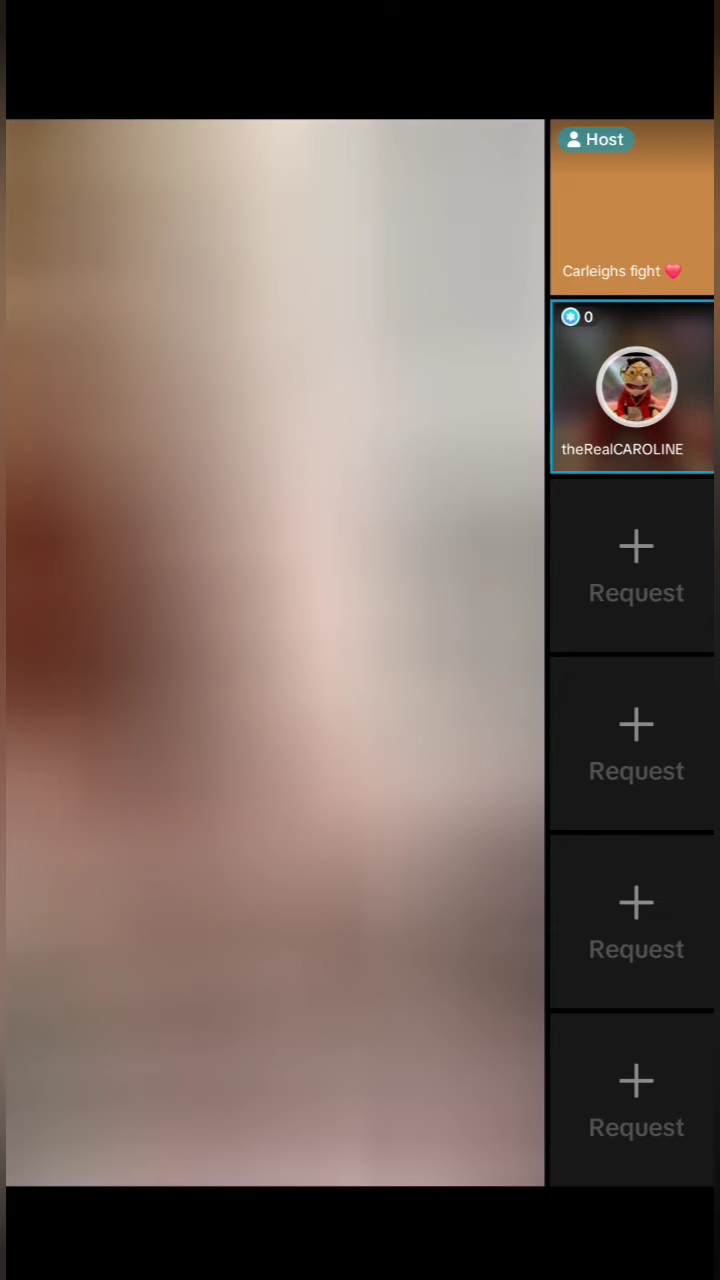 Host
Carleighs fight ❤️
0
theRealCAROLINE
Request
Request
Request
Request